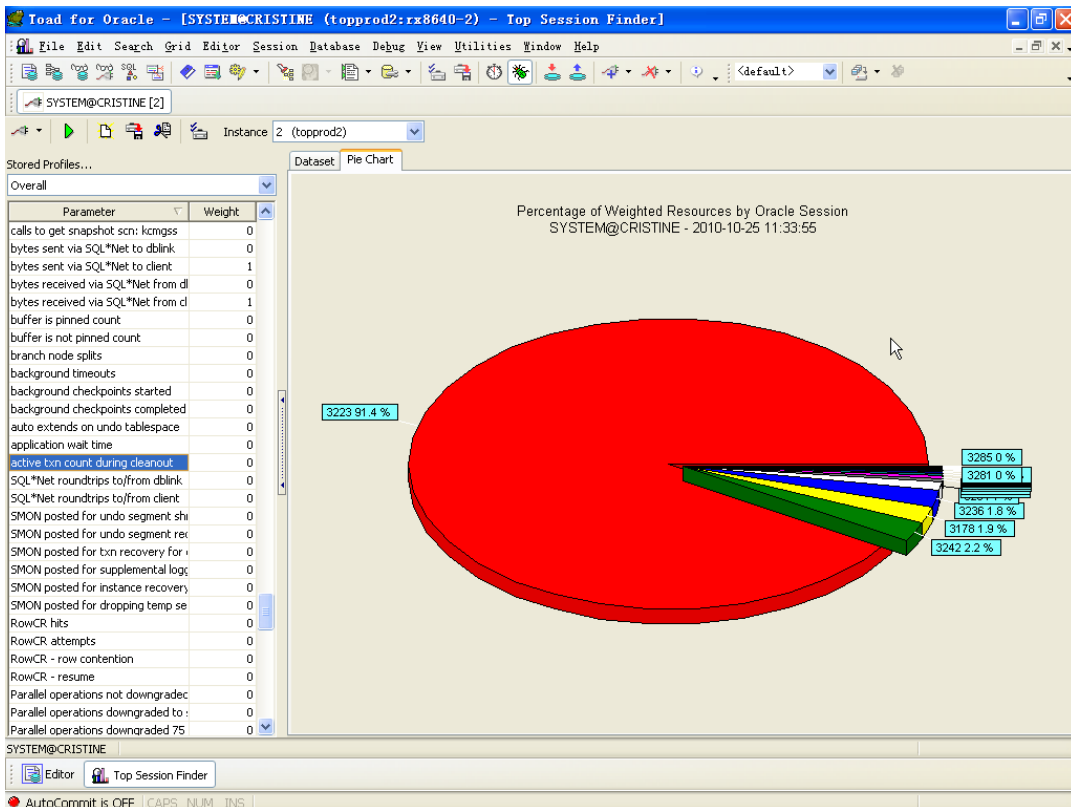 Toad for Oracle - [SYSTEM@CRISTINE (topprod2:rx8640-2) - Top Session Finder]
File Edit Search Grid Editor Session Database Debug View Utilities Window Help
SQL
<default>
SYSTEM@CRISTINE [2]
Instance 2 (topprod2)
Stored Profiles...
Overall
Dataset Pie Chart
Parameter Weight
calls to get snapshot scn: kcmgss 0
bytes sent via SQL*Net to dblink 0
bytes sent via SQL*Net to client 1
bytes received via SQL*Net from dl 0
bytes received via SQL*Net from cl 1
buffer is pinned count 0
buffer is not pinned count 0
branch node splits 0
background timeouts 0
background checkpoints started 0
background checkpoints completed 0
auto extends on undo tablespace 0
application wait time 0
active txn count during cleanout 0
SQL*Net roundtrips to/from dblink 0
SQL*Net roundtrips to/from client 0
SMON posted for undo segment shr 0
SMON posted for undo segment rec 0
SMON posted for txn recovery for 0
SMON posted for supplemental logg 0
SMON posted for instance recovery 0
SMON posted for dropping temp se 0
RowCR hits 0
RowCR attempts 0
RowCR - row contention 0
RowCR - resume 0
Parallel operations not downgraded 0
Parallel operations downgraded to 0
Parallel operations downgraded 75 0
Percentage of Weighted Resources by Oracle Session
SYSTEM@CRISTINE - 2010-10-25 11:33:55
3223 91.4 %
3285 0 %
3281 0 %
3236 1.8 %
3178 1.9 %
3242 2.2 %
SYSTEM@CRISTINE
Editor Top Session Finder
AutoCommit is OFF CAPS NUM INS